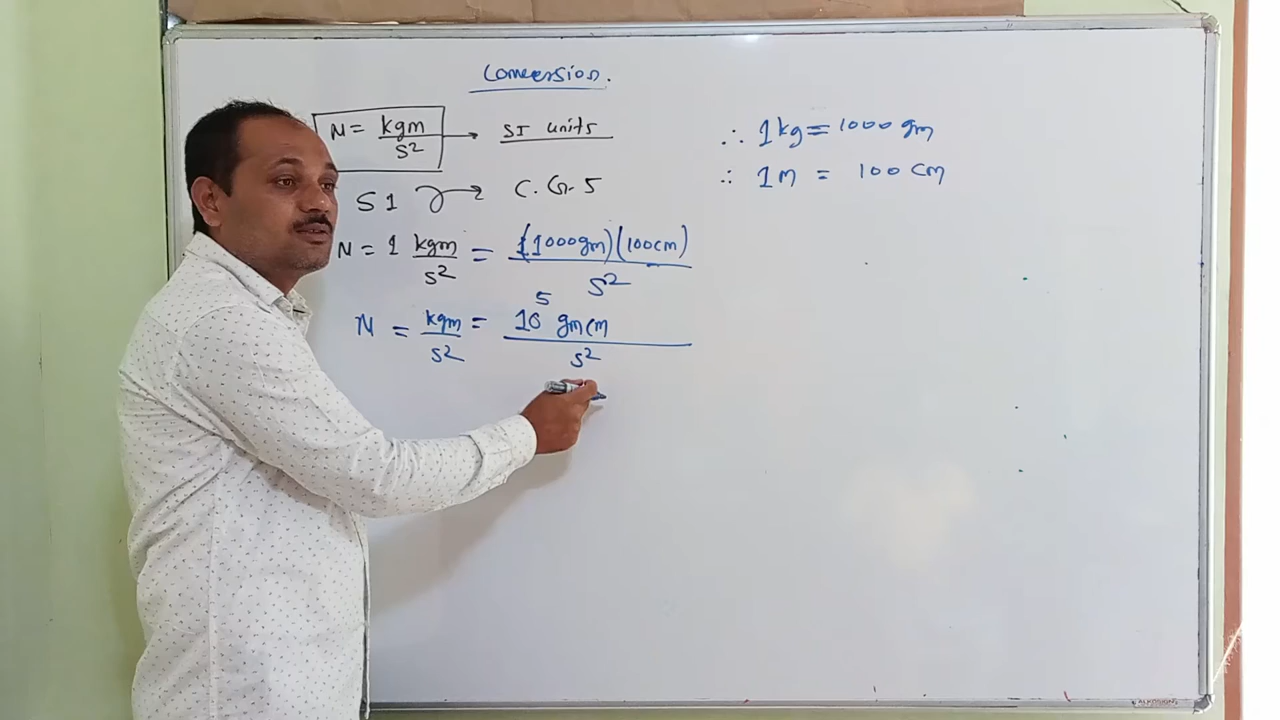 Conversion.
N = kgm/s² → SI units
SI → C.G.S
N = 1 kgm/s² = (1000gm)(100cm)/s²
N = kgm/s² = 10⁵ gmcm/s²
∴ 1kg = 1000 gm
∴ 1m = 100 cm